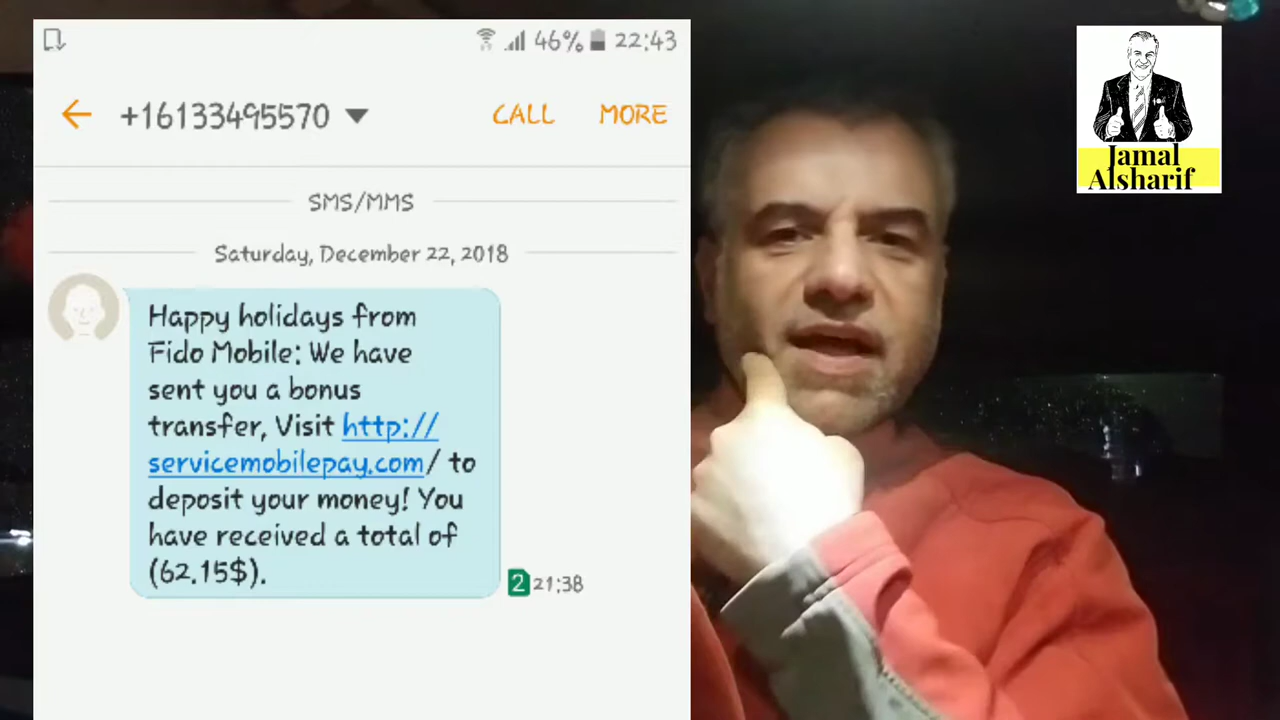 46% 22:43
+16133495570 CALL MORE
SMS/MMS
Saturday, December 22, 2018
Happy holidays from
Fido Mobile: We have
sent you a bonus
transfer, Visit http://
servicemobilepay.com/ to
deposit your money! You
have received a total of
(62.15$).
2 21:38
Jamal
Alsharif